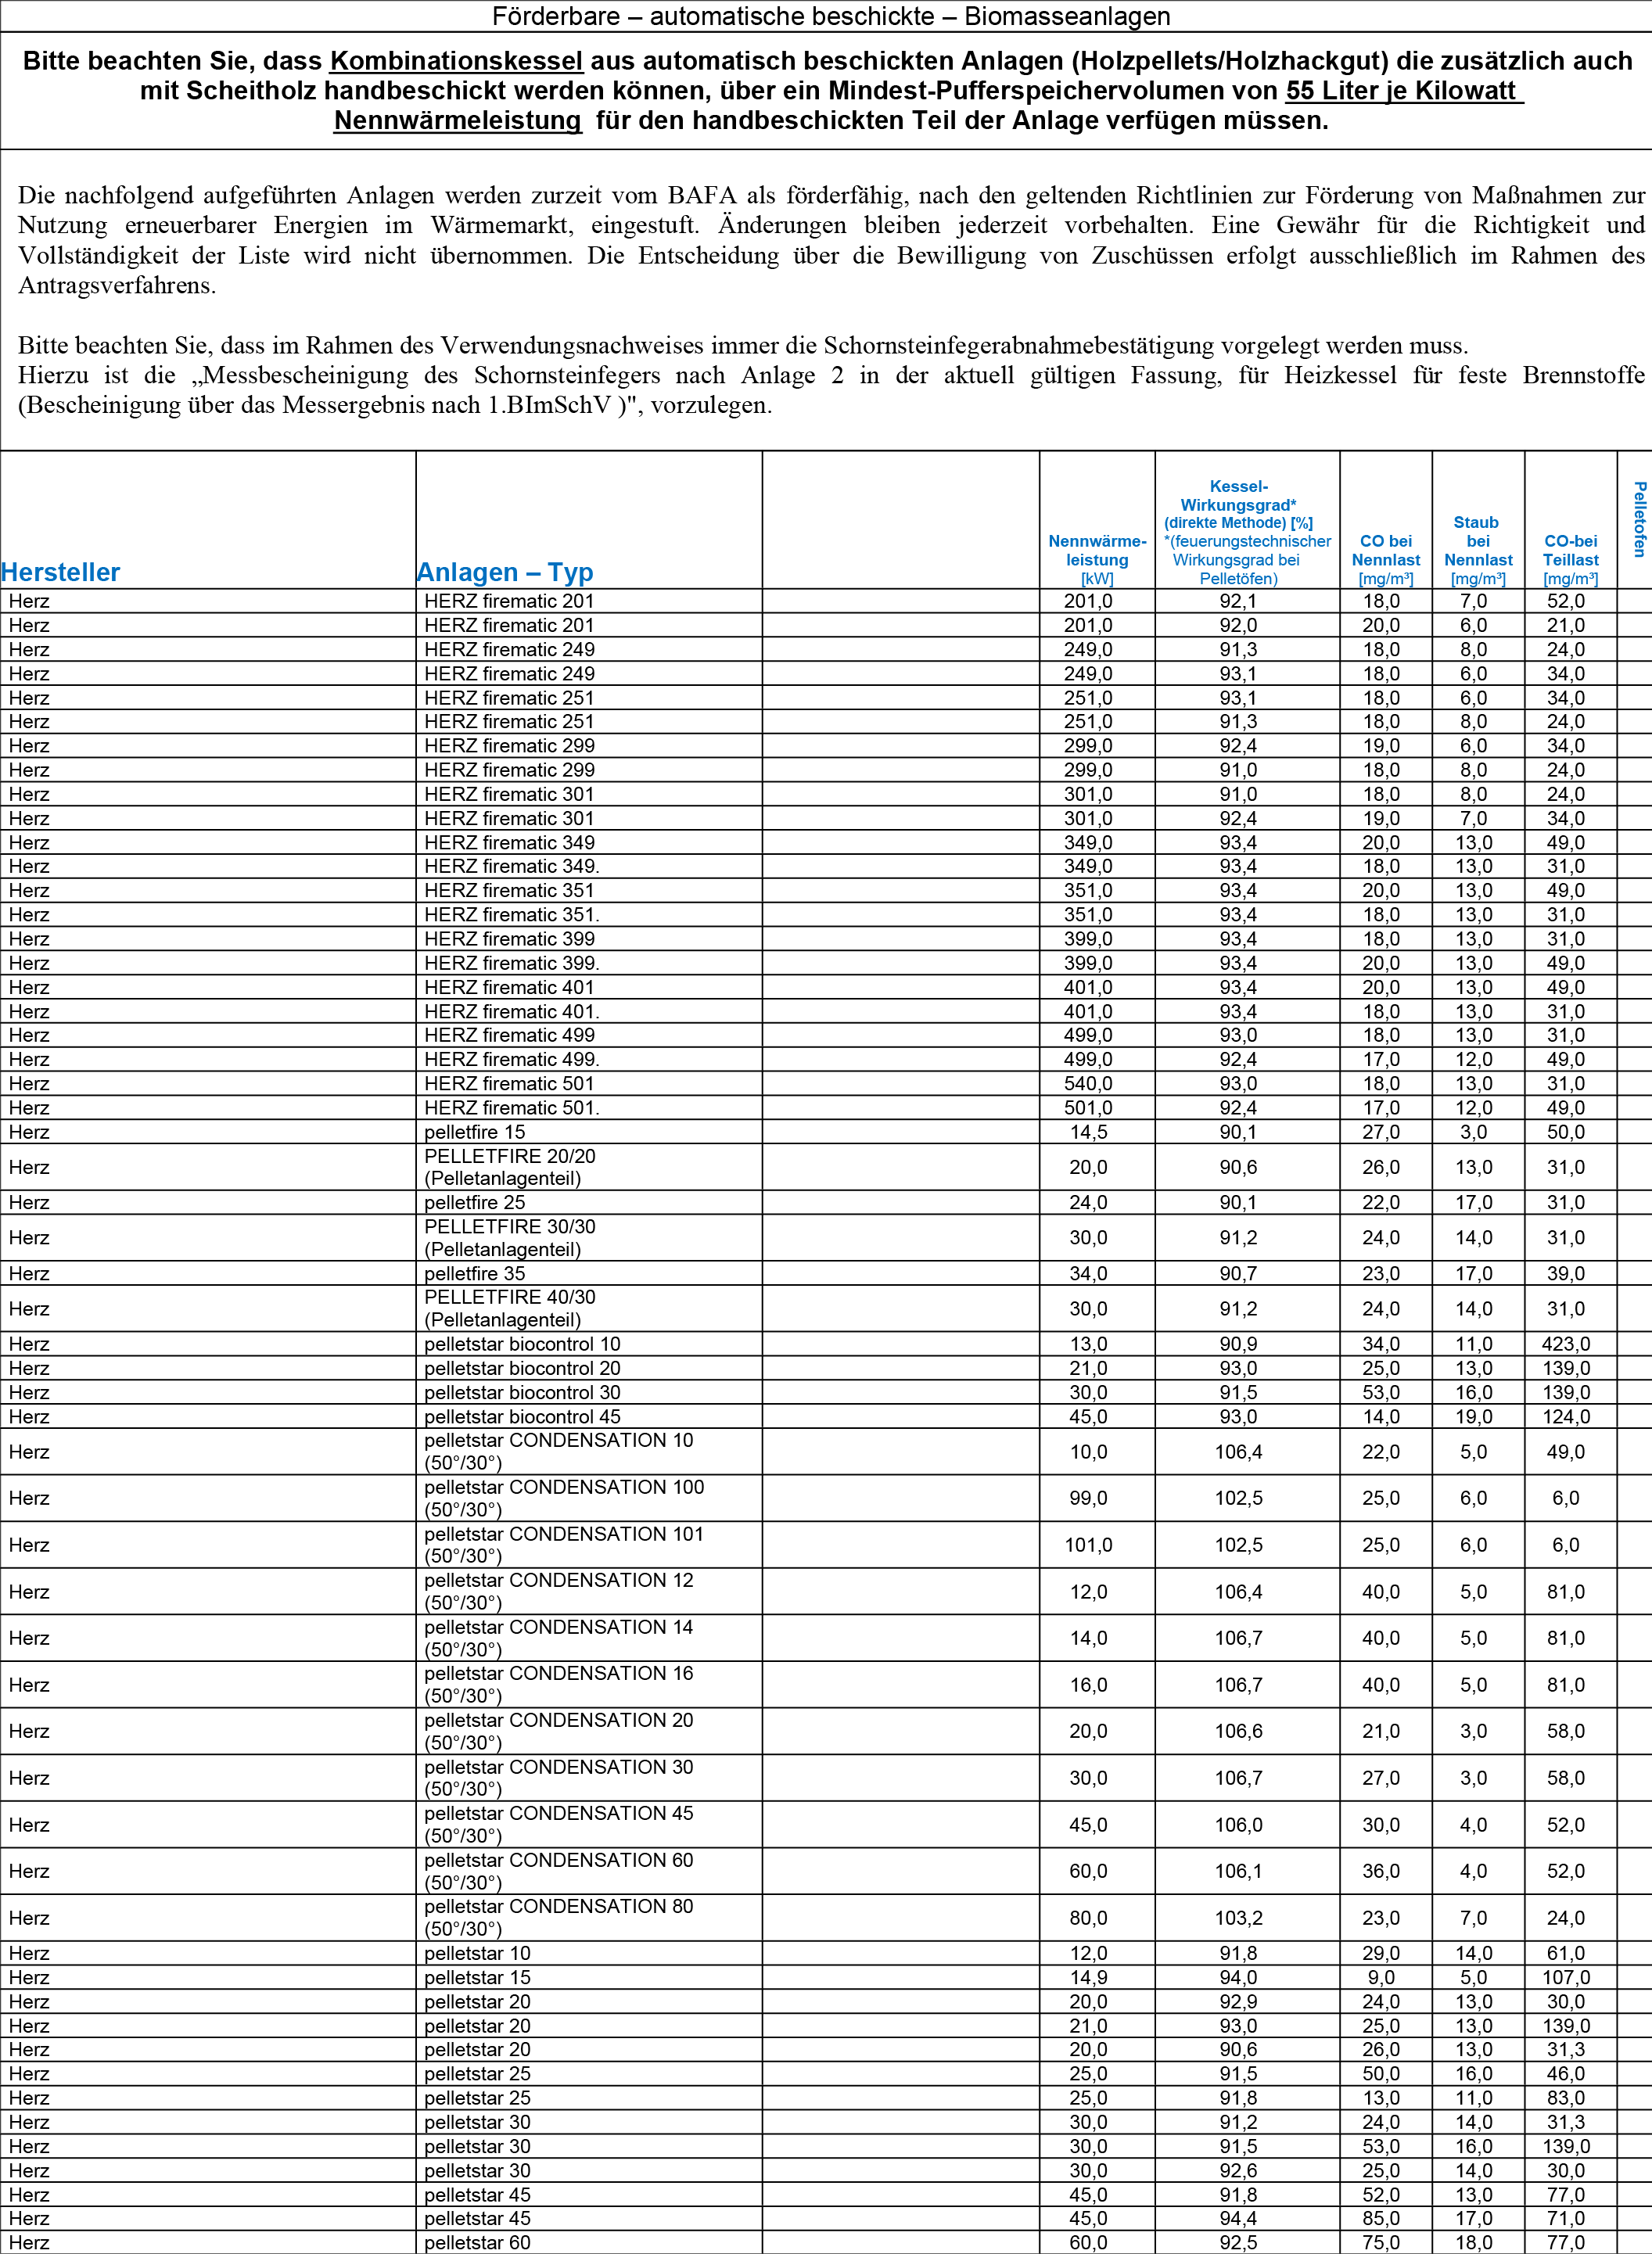 Förderbare – automatische beschickte – Biomasseanlagen
Bitte beachten Sie, dass Kombinationskessel aus automatisch beschickten Anlagen (Holzpellets/Holzhackgut) die zusätzlich auch
mit Scheitholz handbeschickt werden können, über ein Mindest-Pufferspeichervolumen von 55 Liter je Kilowatt
Nennwärmeleistung für den handbeschickten Teil der Anlage verfügen müssen.
Die nachfolgend aufgeführten Anlagen werden zurzeit vom BAFA als förderfähig, nach den geltenden Richtlinien zur Förderung von Maßnahmen zur
Nutzung erneuerbarer Energien im Wärmemarkt, eingestuft. Änderungen bleiben jederzeit vorbehalten. Eine Gewähr für die Richtigkeit und
Vollständigkeit der Liste wird nicht übernommen. Die Entscheidung über die Bewilligung von Zuschüssen erfolgt ausschließlich im Rahmen des
Antragsverfahrens.
Bitte beachten Sie, dass im Rahmen des Verwendungsnachweises immer die Schornsteinfegerabnahmebestätigung vorgelegt werden muss.
Hierzu ist die „Messbescheinigung des Schornsteinfegers nach Anlage 2 in der aktuell gültigen Fassung, für Heizkessel für feste Brennstoffe
(Bescheinigung über das Messergebnis nach 1.BImSchV )", vorzulegen.
Hersteller
Anlagen – Typ
Nennwärme-
leistung
[kW]
Kessel-
Wirkungsgrad*
(direkte Methode) [%]
*(feuerungstechnischer
Wirkungsgrad bei
Pelletöfen)
CO bei
Nennlast
[mg/m³]
Staub
bei
Nennlast
[mg/m³]
CO-bei
Teillast
[mg/m³]
Pelletofen
Herz HERZ firematic 201 201,0 92,1 18,0 7,0 52,0
Herz HERZ firematic 201 201,0 92,0 20,0 6,0 21,0
Herz HERZ firematic 249 249,0 91,3 18,0 8,0 24,0
Herz HERZ firematic 249 249,0 93,1 18,0 6,0 34,0
Herz HERZ firematic 251 251,0 93,1 18,0 6,0 34,0
Herz HERZ firematic 251 251,0 91,3 18,0 8,0 24,0
Herz HERZ firematic 299 299,0 92,4 19,0 6,0 34,0
Herz HERZ firematic 299 299,0 91,0 18,0 8,0 24,0
Herz HERZ firematic 301 301,0 91,0 18,0 8,0 24,0
Herz HERZ firematic 301 301,0 92,4 19,0 7,0 34,0
Herz HERZ firematic 349 349,0 93,4 20,0 13,0 49,0
Herz HERZ firematic 349. 349,0 93,4 18,0 13,0 31,0
Herz HERZ firematic 351 351,0 93,4 20,0 13,0 49,0
Herz HERZ firematic 351. 351,0 93,4 18,0 13,0 31,0
Herz HERZ firematic 399 399,0 93,4 18,0 13,0 31,0
Herz HERZ firematic 399. 399,0 93,4 20,0 13,0 49,0
Herz HERZ firematic 401 401,0 93,4 20,0 13,0 49,0
Herz HERZ firematic 401. 401,0 93,4 18,0 13,0 31,0
Herz HERZ firematic 499 499,0 93,0 18,0 13,0 31,0
Herz HERZ firematic 499. 499,0 92,4 17,0 12,0 49,0
Herz HERZ firematic 501 540,0 93,0 18,0 13,0 31,0
Herz HERZ firematic 501. 501,0 92,4 17,0 12,0 49,0
Herz pelletfire 15 14,5 90,1 27,0 3,0 50,0
Herz PELLETFIRE 20/20
(Pelletanlagenteil) 20,0 90,6 26,0 13,0 31,0
Herz pelletfire 25 24,0 90,1 22,0 17,0 31,0
Herz PELLETFIRE 30/30
(Pelletanlagenteil) 30,0 91,2 24,0 14,0 31,0
Herz pelletfire 35 34,0 90,7 23,0 17,0 39,0
Herz PELLETFIRE 40/30
(Pelletanlagenteil) 30,0 91,2 24,0 14,0 31,0
Herz pelletstar biocontrol 10 13,0 90,9 34,0 11,0 423,0
Herz pelletstar biocontrol 20 21,0 93,0 25,0 13,0 139,0
Herz pelletstar biocontrol 30 30,0 91,5 53,0 16,0 139,0
Herz pelletstar biocontrol 45 45,0 93,0 14,0 19,0 124,0
Herz pelletstar CONDENSATION 10
(50°/30°) 10,0 106,4 22,0 5,0 49,0
Herz pelletstar CONDENSATION 100
(50°/30°) 99,0 102,5 25,0 6,0 6,0
Herz pelletstar CONDENSATION 101
(50°/30°) 101,0 102,5 25,0 6,0 6,0
Herz pelletstar CONDENSATION 12
(50°/30°) 12,0 106,4 40,0 5,0 81,0
Herz pelletstar CONDENSATION 14
(50°/30°) 14,0 106,7 40,0 5,0 81,0
Herz pelletstar CONDENSATION 16
(50°/30°) 16,0 106,7 40,0 5,0 81,0
Herz pelletstar CONDENSATION 20
(50°/30°) 20,0 106,6 21,0 3,0 58,0
Herz pelletstar CONDENSATION 30
(50°/30°) 30,0 106,7 27,0 3,0 58,0
Herz pelletstar CONDENSATION 45
(50°/30°) 45,0 106,0 30,0 4,0 52,0
Herz pelletstar CONDENSATION 60
(50°/30°) 60,0 106,1 36,0 4,0 52,0
Herz pelletstar CONDENSATION 80
(50°/30°) 80,0 103,2 23,0 7,0 24,0
Herz pelletstar 10 12,0 91,8 29,0 14,0 61,0
Herz pelletstar 15 14,9 94,0 9,0 5,0 107,0
Herz pelletstar 20 20,0 92,9 24,0 13,0 30,0
Herz pelletstar 20 21,0 93,0 25,0 13,0 139,0
Herz pelletstar 20 20,0 90,6 26,0 13,0 31,3
Herz pelletstar 25 25,0 91,5 50,0 16,0 46,0
Herz pelletstar 25 25,0 91,8 13,0 11,0 83,0
Herz pelletstar 30 30,0 91,2 24,0 14,0 31,3
Herz pelletstar 30 30,0 91,5 53,0 16,0 139,0
Herz pelletstar 30 30,0 92,6 25,0 14,0 30,0
Herz pelletstar 45 45,0 91,8 52,0 13,0 77,0
Herz pelletstar 45 45,0 94,4 85,0 17,0 71,0
Herz pelletstar 60 60,0 92,5 75,0 18,0 77,0